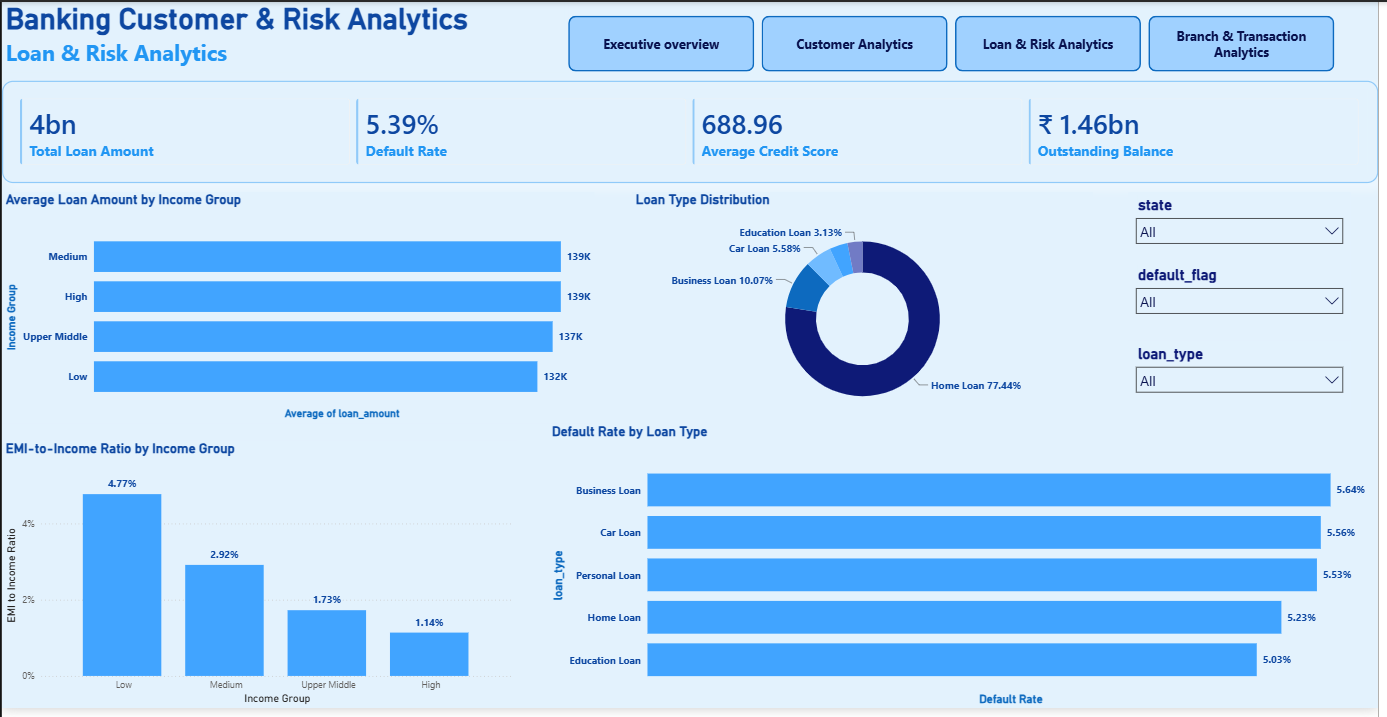 Banking Customer & Risk Analytics
Loan & Risk Analytics
Executive overview
Customer Analytics
Loan & Risk Analytics
Branch & Transaction
Analytics
4bn
Total Loan Amount
5.39%
Default Rate
688.96
Average Credit Score
₹ 1.46bn
Outstanding Balance
Average Loan Amount by Income Group
Income Group
Medium
139K
High
139K
Upper Middle
137K
Low
132K
Average of loan_amount
Loan Type Distribution
Education Loan 3.13%
Car Loan 5.58%
Business Loan 10.07%
Home Loan 77.44%
state
All
default_flag
All
loan_type
All
EMI-to-Income Ratio by Income Group
EMI to Income Ratio
4%
2%
0%
4.77%
2.92%
1.73%
1.14%
Low
Medium
Upper Middle
High
Income Group
Default Rate by Loan Type
loan_type
Business Loan
5.64%
Car Loan
5.56%
Personal Loan
5.53%
Home Loan
5.23%
Education Loan
5.03%
Default Rate